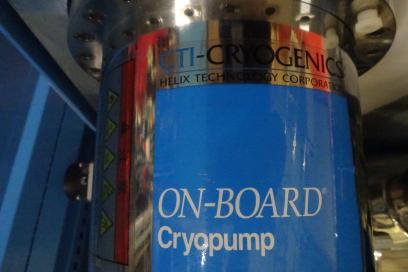 CTI-CRYOGENICS
HELIX TECHNOLOGY CORPORATION
ON-BOARD®
Cryopump